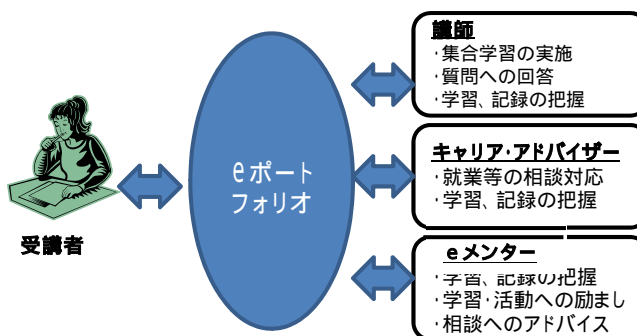 受講者
eポート
フォリオ
講師
・集合学習の実施
・質問への回答
・学習、記録の把握
キャリア・アドバイザー
・就業等の相談対応
・学習、記録の把握
eメンター
・学習、記録の把握
・学習・活動への励まし
・相談へのアドバイス